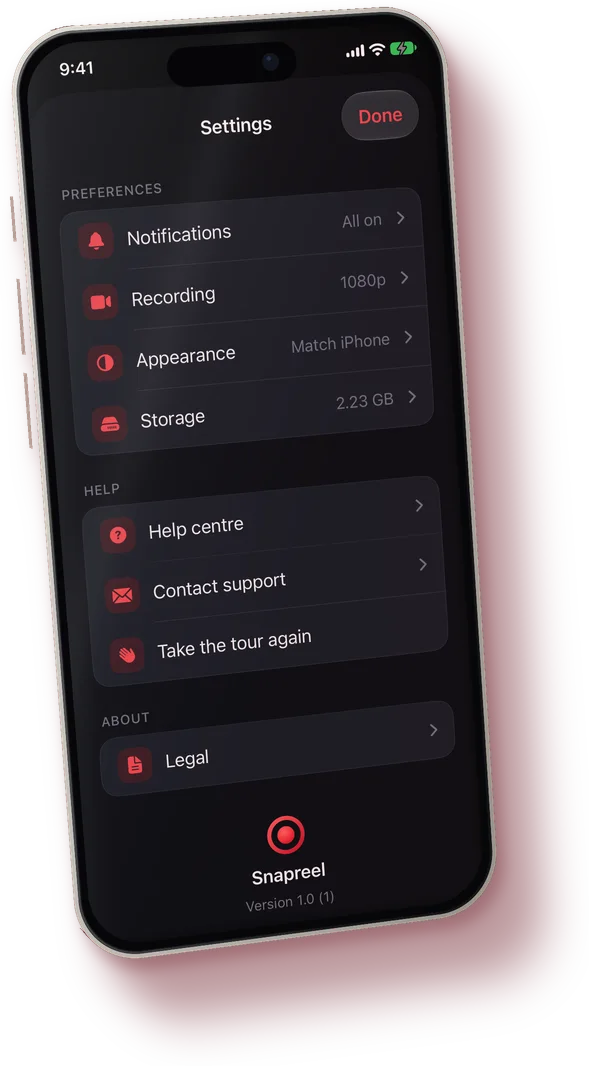 9:41
Settings
Done
PREFERENCES
Notifications All on
Recording 1080p
Appearance Match iPhone
Storage 2.23 GB
HELP
Help centre
Contact support
Take the tour again
ABOUT
Legal
Snapreel
Version 1.0 (1)